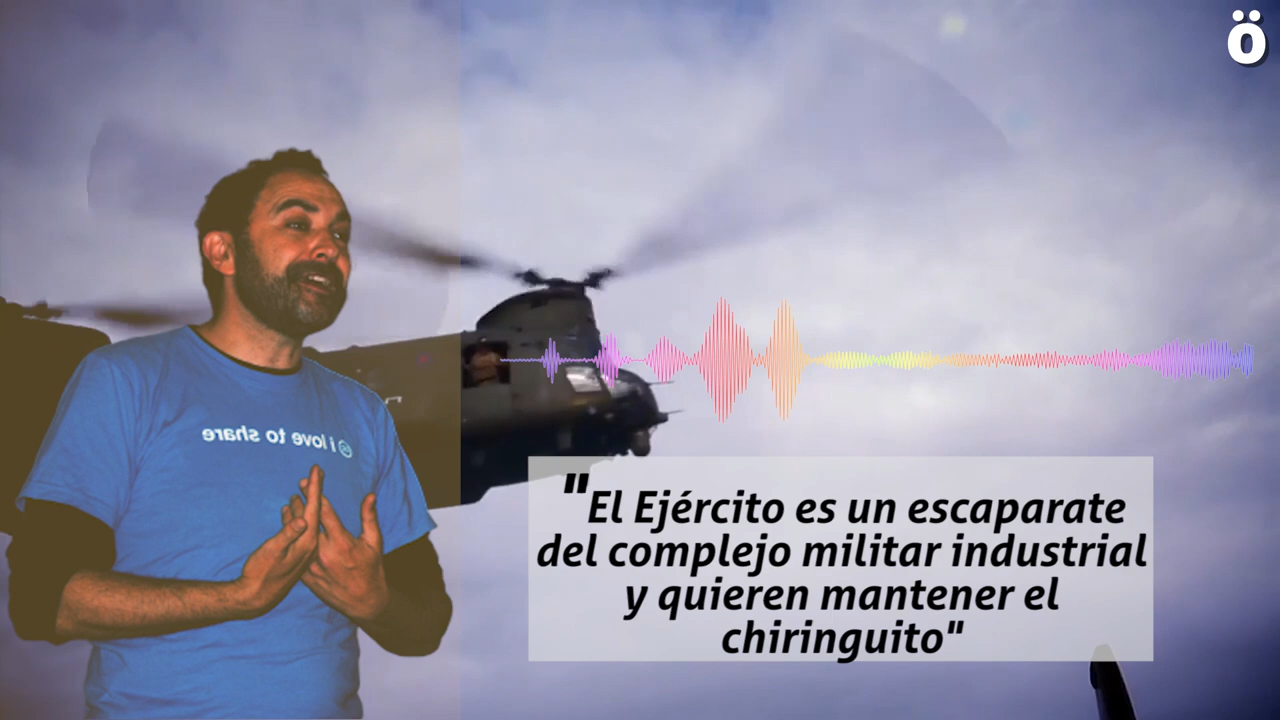 ö
i love to share
"El Ejército es un escaparate
del complejo militar industrial
y quieren mantener el
chiringuito"